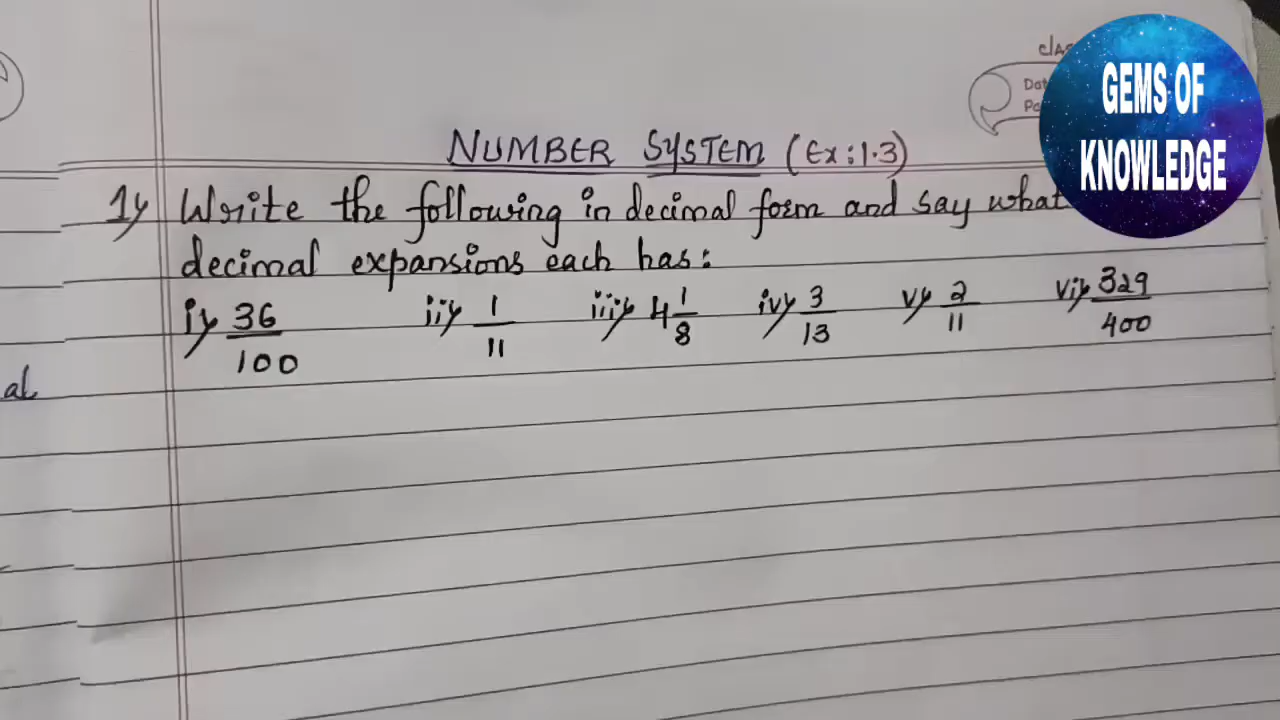 GEMS OF
KNOWLEDGE
NUMBER SYSTEM (Ex:1.3)
1) Write the following in decimal form and say what
decimal expansions each has:
i) 36/100 ii) 1/11 iii) 4 1/8 iv) 3/13 v) 2/11 vi) 329/400
al